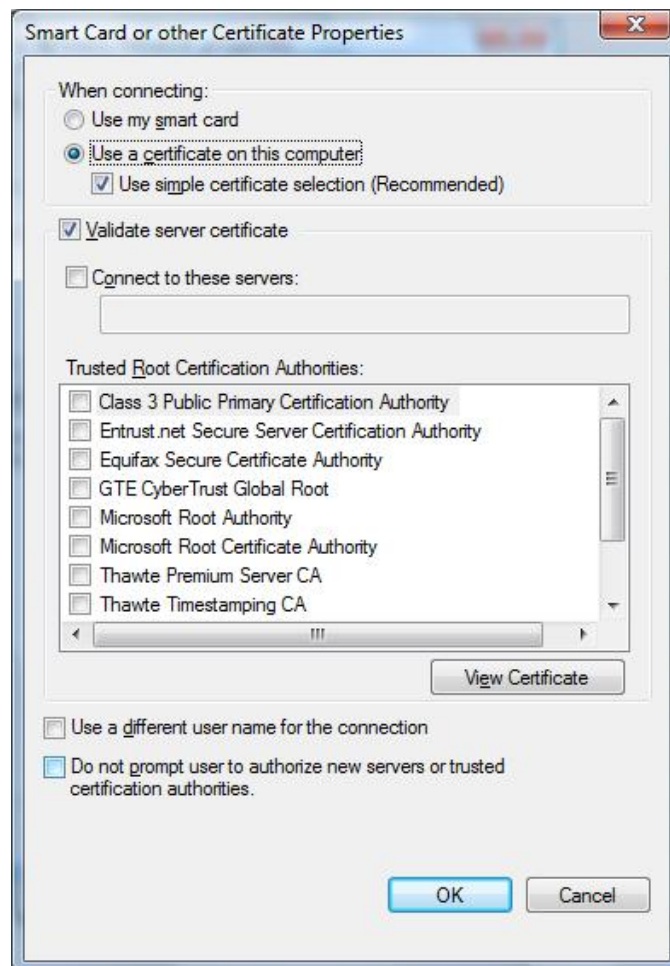 Smart Card or other Certificate Properties
When connecting:
Use my smart card
Use a certificate on this computer
Use simple certificate selection (Recommended)
Validate server certificate
Connect to these servers:
Trusted Root Certification Authorities:
Class 3 Public Primary Certification Authority
Entrust.net Secure Server Certification Authority
Equifax Secure Certificate Authority
GTE CyberTrust Global Root
Microsoft Root Authority
Microsoft Root Certificate Authority
Thawte Premium Server CA
Thawte Timestamping CA
View Certificate
Use a different user name for the connection
Do not prompt user to authorize new servers or trusted
certification authorities.
OK Cancel